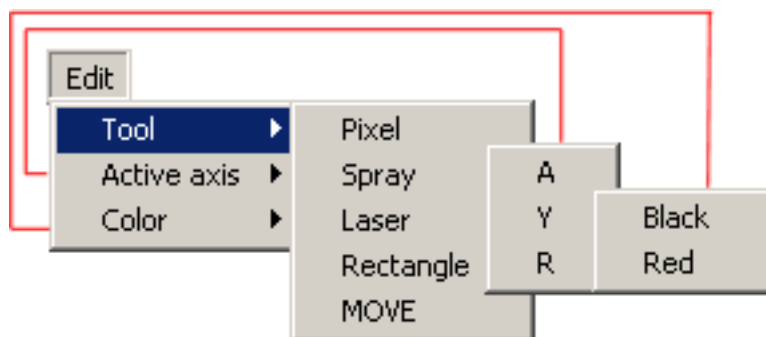 Edit
Tool
Active axis
Color
Pixel
Spray
Laser
Rectangle
MOVE
A
Y
R
Black
Red